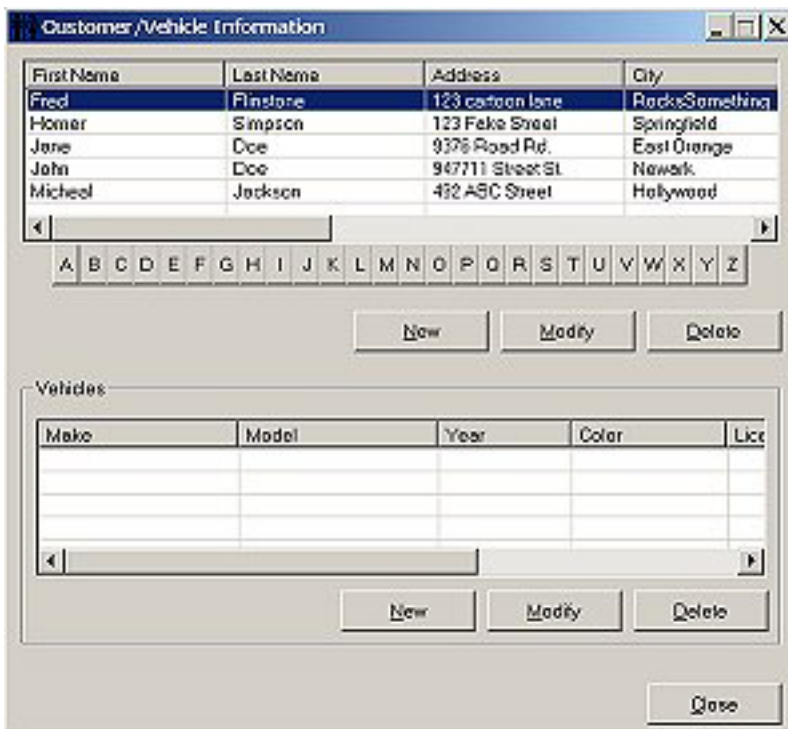 Customer/Vehicle Information
First Name Last Name Address City
Fred Flinstone 123 cartoon lane RocksSomething
Homer Simpson 123 Fake Street Springfield
Jane Doe 9376 Road Rd. East Orange
John Doe 947711 Street St. Newark
Micheal Jackson 492 ABC Street Hollywood
A B C D E F G H I J K L M N O P Q R S T U V W X Y Z
New Modify Delete
Vehicles
Make Model Year Color Lice
New Modify Delete
Close